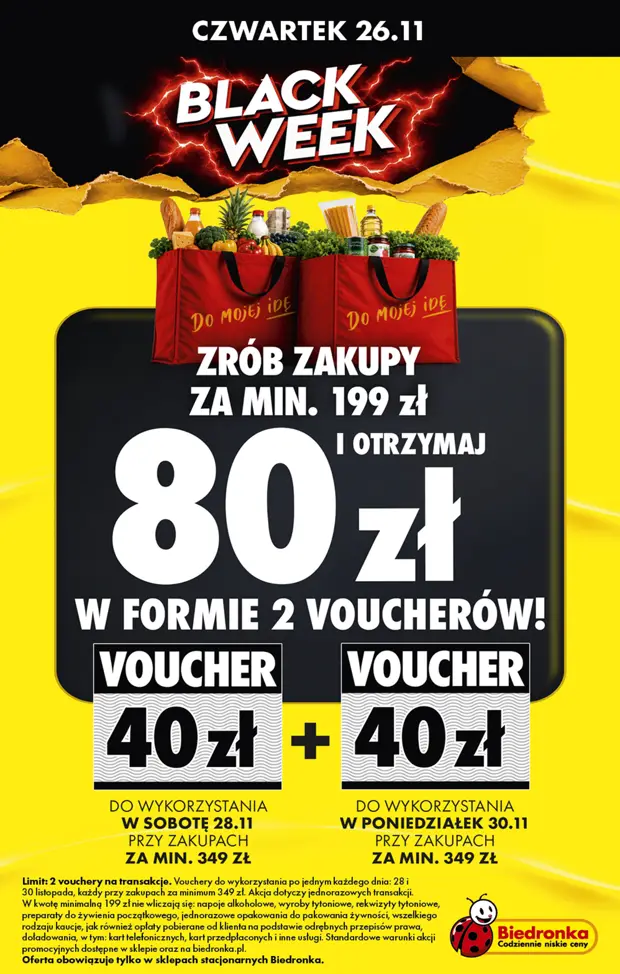 CZWARTEK 26.11
BLACK
WEEK
DO MOJEJ IDĘ
DO MOJEJ IDĘ
ZRÓB ZAKUPY
ZA MIN. 199 zł
I OTRZYMAJ
80 zł
W FORMIE 2 VOUCHERÓW!
VOUCHER
40 zł
+
VOUCHER
40 zł
DO WYKORZYSTANIA
W SOBOTĘ 28.11
PRZY ZAKUPACH
ZA MIN. 349 ZŁ
DO WYKORZYSTANIA
W PONIEDZIAŁEK 30.11
PRZY ZAKUPACH
ZA MIN. 349 ZŁ
Limit: 2 vouchery na transakcje. Vouchery do wykorzystania po jednym każdego dnia: 28 i
30 listopada, każdy przy zakupach za minimum 349 zł. Akcja dotyczy jednorazowych transakcji.
W kwotę minimalną 199 zł nie wliczają się: napoje alkoholowe, wyroby tytoniowe, rekwizyty tytoniowe,
preparaty do żywienia początkowego, jednorazowe opakowania do pakowania żywności, wszelkiego
rodzaju kaucje, jak również opłaty pobierane od klienta na podstawie odrębnych przepisów prawa,
doładowania, w tym: kart telefonicznych, kart przedpłaconych i inne usługi. Standardowe warunki akcji
promocyjnych dostępne w sklepie oraz na biedronka.pl.
Oferta obowiązuje tylko w sklepach stacjonarnych Biedronka.
Biedronka
Codziennie niskie ceny